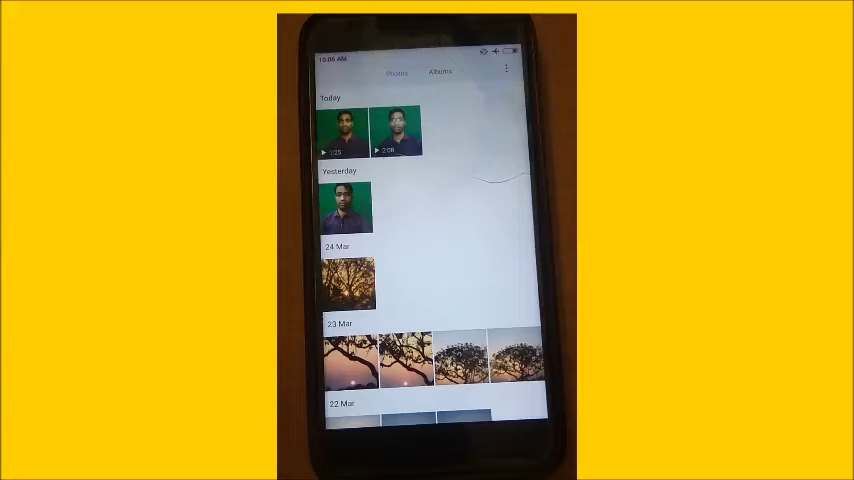 10:06 AM
Photos Albums
Today
1:25 2:08
Yesterday
24 Mar
23 Mar
22 Mar